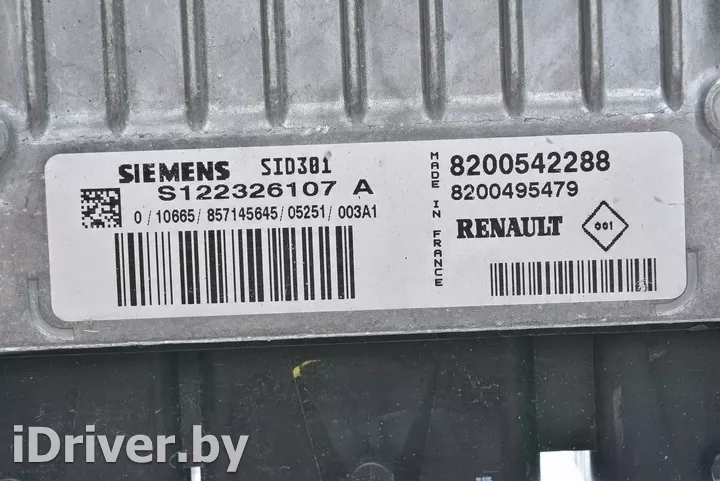 SIEMENS SID301
S122326107 A
0/10665/857145645/05251/003A1
MADE IN FRANCE
8200542288
8200495479
RENAULT
001
iDriver.by